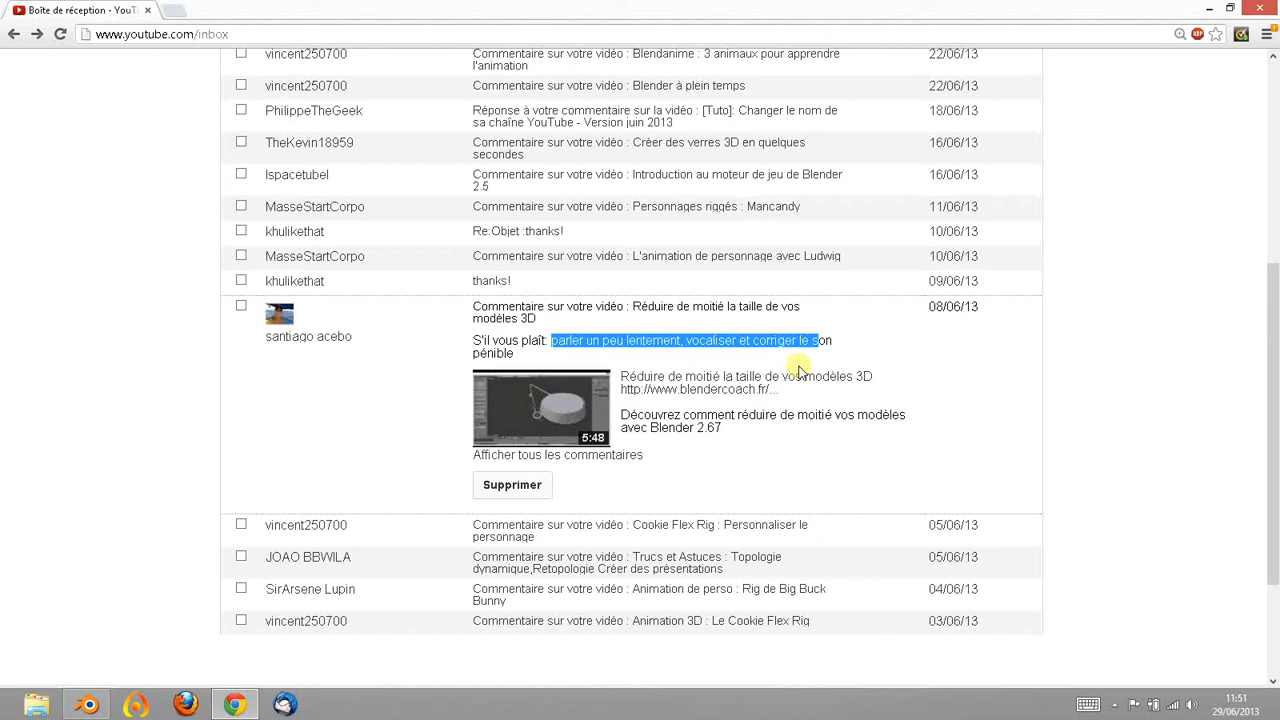 Boîte de réception - YouT
www.youtube.com/inbox
vincent250700 Commentaire sur votre vidéo : Blendanime : 3 animaux pour apprendre 22/06/13
l'animation
vincent250700 Commentaire sur votre vidéo : Blender à plein temps 22/06/13
PhilippeTheGeek Réponse à votre commentaire sur la vidéo : [Tuto]: Changer le nom de 18/06/13
sa chaîne YouTube - Version juin 2013
TheKevin18959 Commentaire sur votre vidéo : Créer des verres 3D en quelques 16/06/13
secondes
Ispacetubel Commentaire sur votre vidéo : Introduction au moteur de jeu de Blender 16/06/13
2.5
MasseStartCorpo Commentaire sur votre vidéo : Personnages riggés : Mancandy 11/06/13
khulikethat Re:Objet :thanks! 10/06/13
MasseStartCorpo Commentaire sur votre vidéo : L'animation de personnage avec Ludwig 10/06/13
khulikethat thanks! 09/06/13
Commentaire sur votre vidéo : Réduire de moitié la taille de vos 08/06/13
modèles 3D
santiago acebo
S'il vous plaît: parler un peu lentement, vocaliser et corriger le son
pénible
Réduire de moitié la taille de vos modèles 3D
http://www.blendercoach.fr/...
Découvrez comment réduire de moitié vos modèles
avec Blender 2.67
5:48
Afficher tous les commentaires
Supprimer
vincent250700 Commentaire sur votre vidéo : Cookie Flex Rig : Personnaliser le 05/06/13
personnage
JOAO BBWILA Commentaire sur votre vidéo : Trucs et Astuces : Topologie 05/06/13
dynamique,Retopologie Créer des présentations
SirArsene Lupin Commentaire sur votre vidéo : Animation de perso : Rig de Big Buck 04/06/13
Bunny
vincent250700 Commentaire sur votre vidéo : Animation 3D : Le Cookie Flex Rig 03/06/13
11:51
29/06/2013